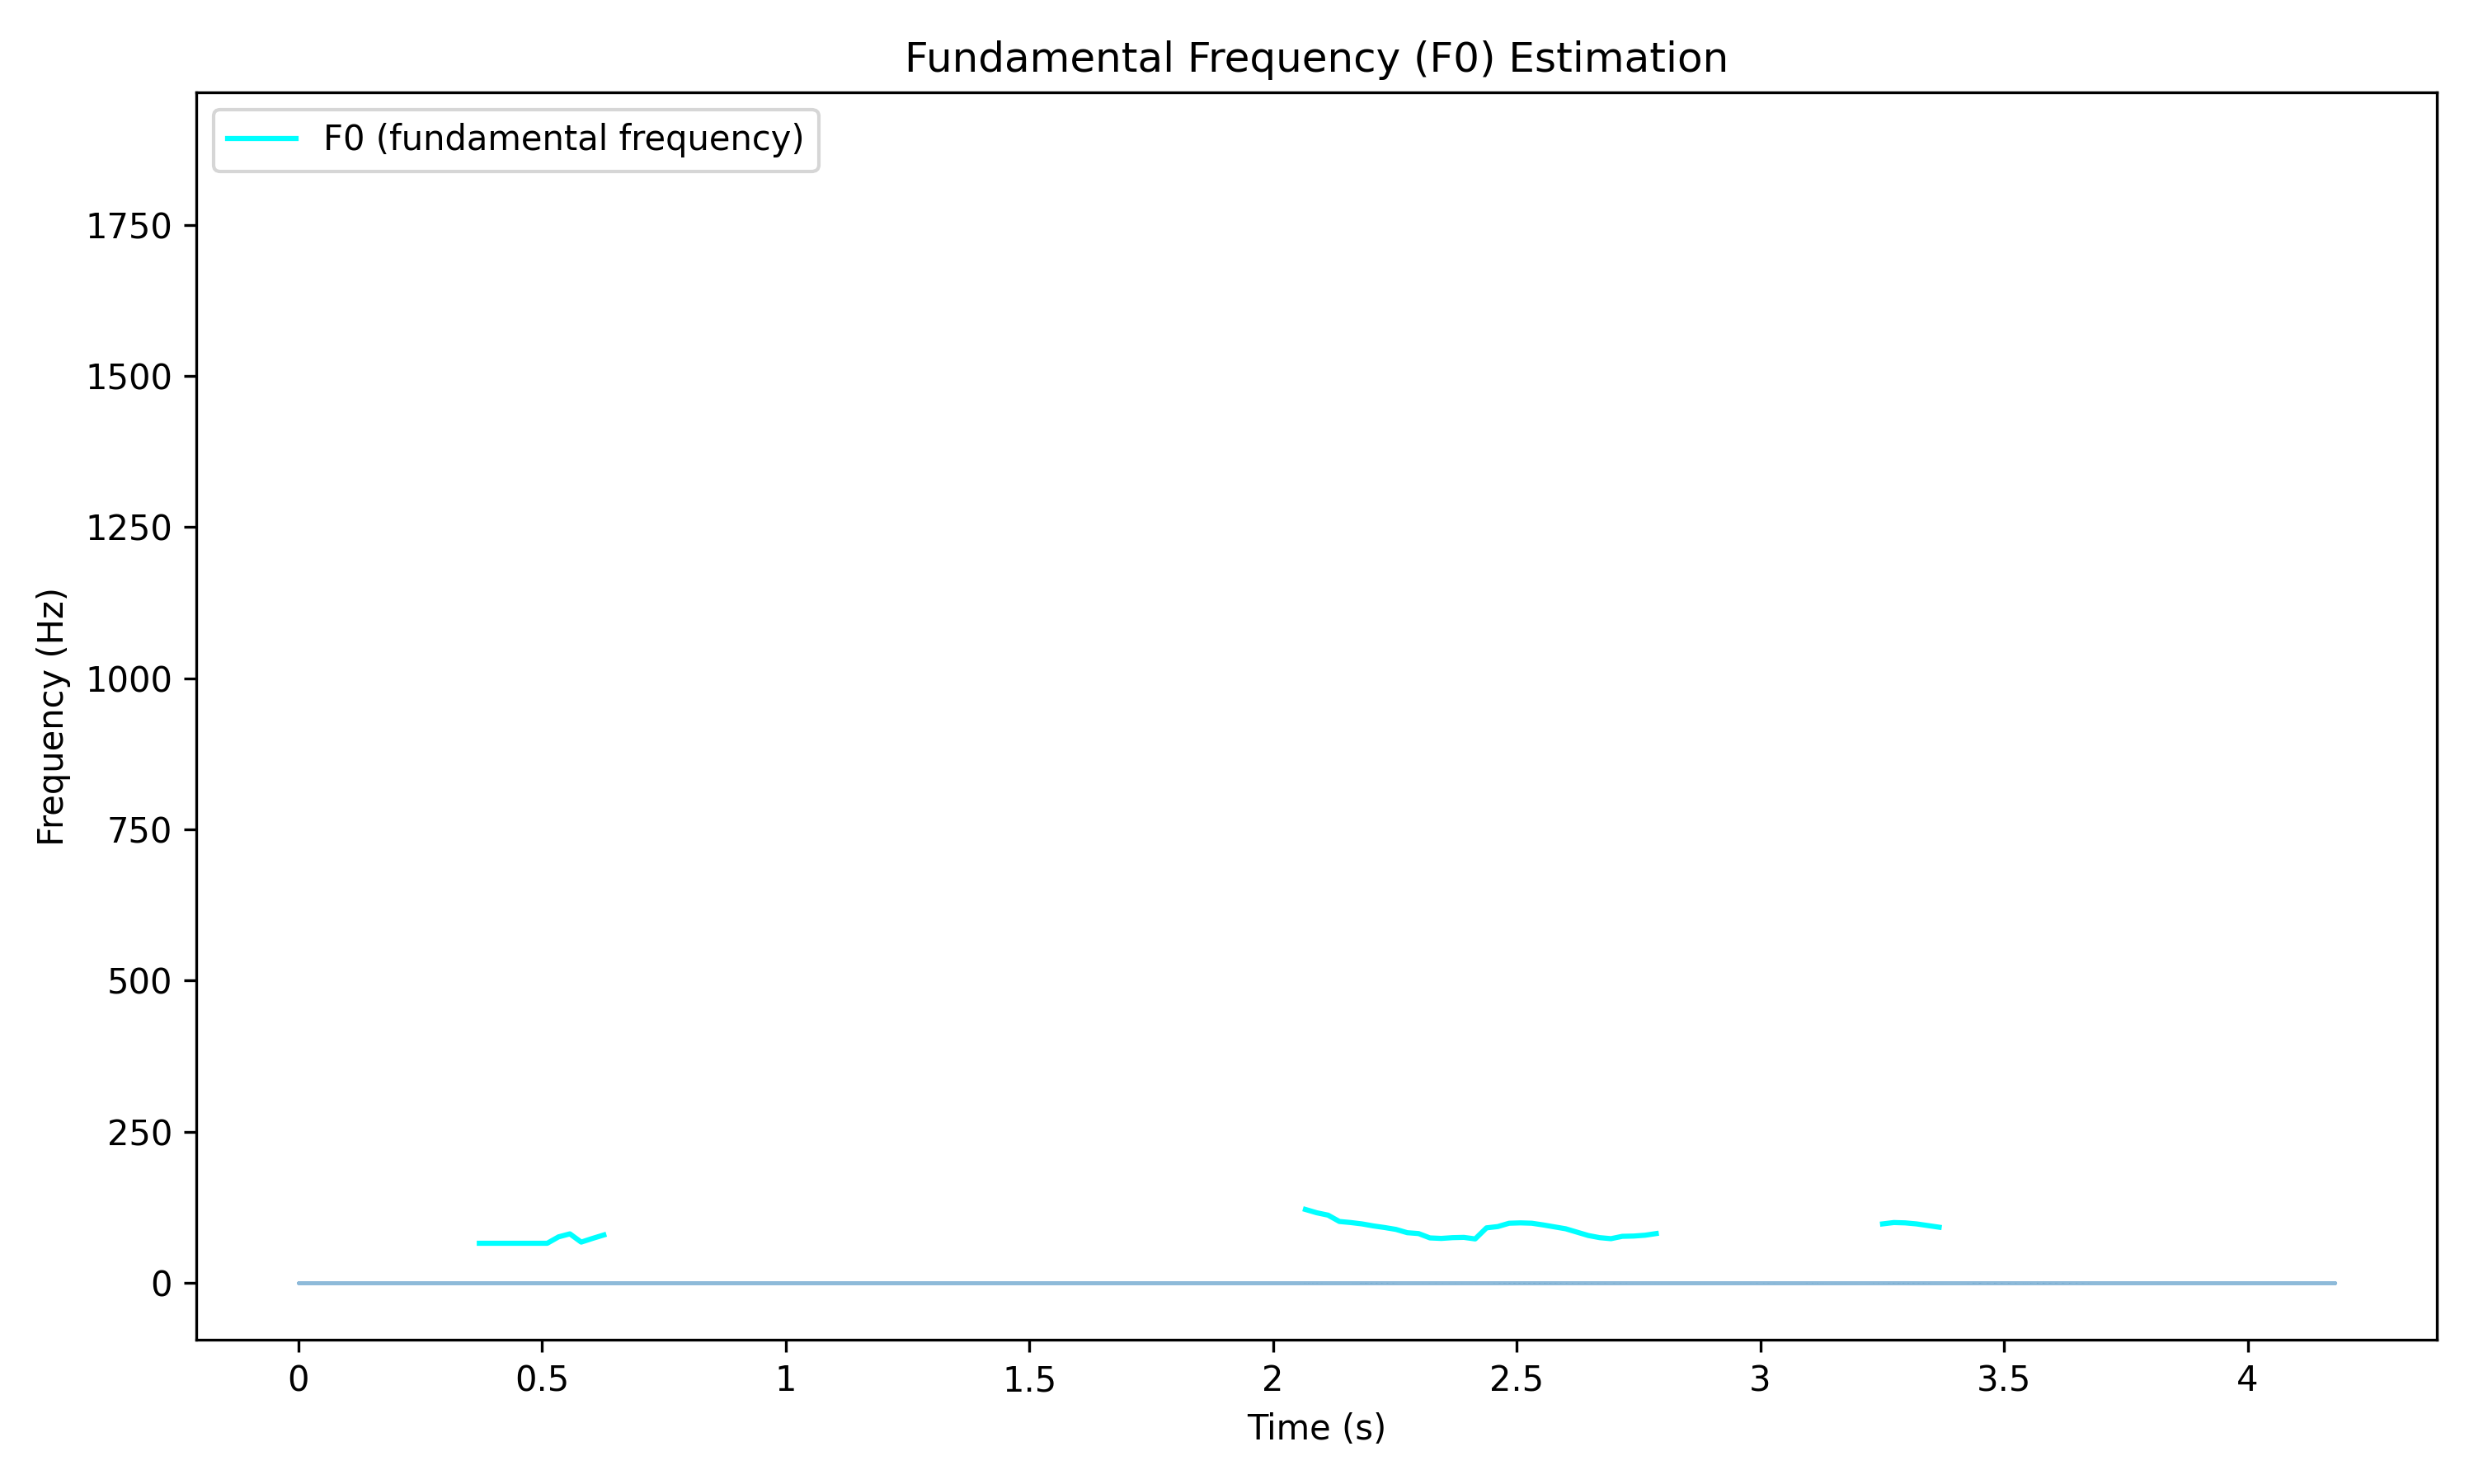 Fundamental Frequency (F0) Estimation
F0 (fundamental frequency)
1750
1500
1250
1000
750
500
250
0
Frequency (Hz)
0 0.5 1 1.5 2 2.5 3 3.5 4
Time (s)